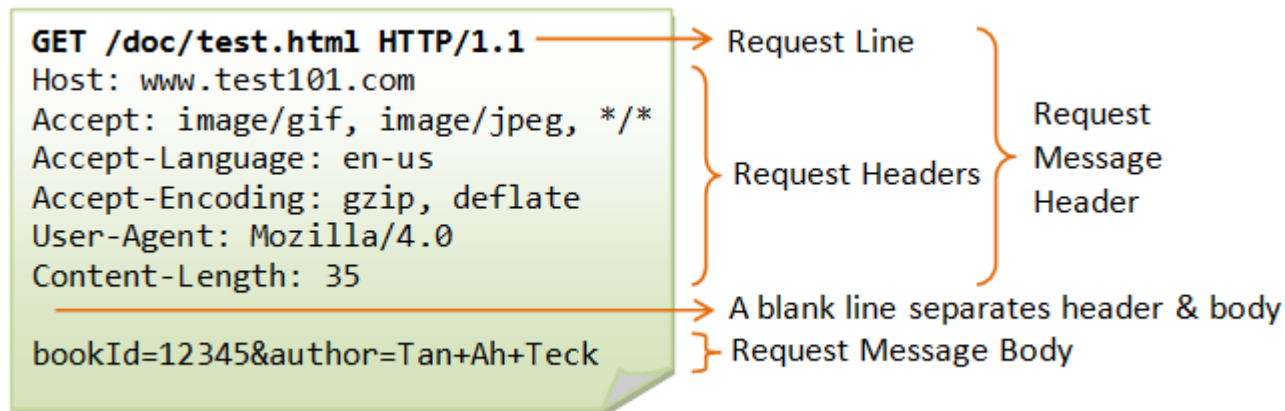 GET /doc/test.html HTTP/1.1
Host: www.test101.com
Accept: image/gif, image/jpeg, */*
Accept-Language: en-us
Accept-Encoding: gzip, deflate
User-Agent: Mozilla/4.0
Content-Length: 35
bookId=12345&author=Tan+Ah+Teck
Request Line
Request Headers
A blank line separates header & body
Request Message Body
Request
Message
Header